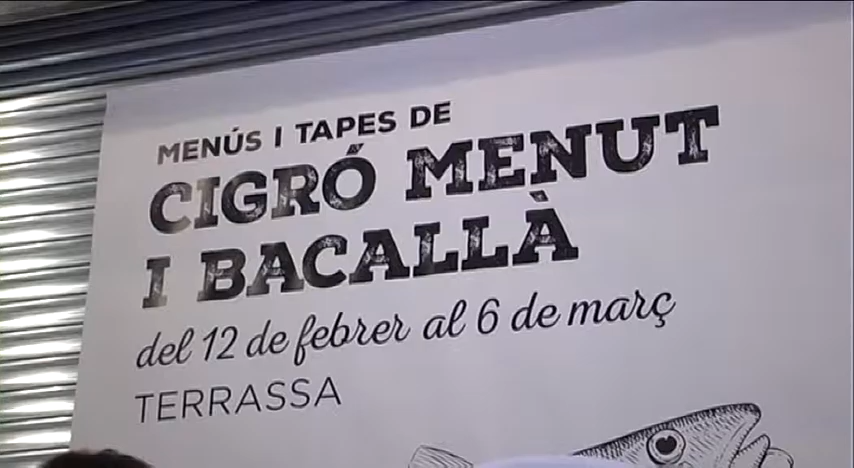 MENÚS I TAPES DE
CIGRÓ MENUT
I BACALLÀ
del 12 de febrer al 6 de març
TERRASSA